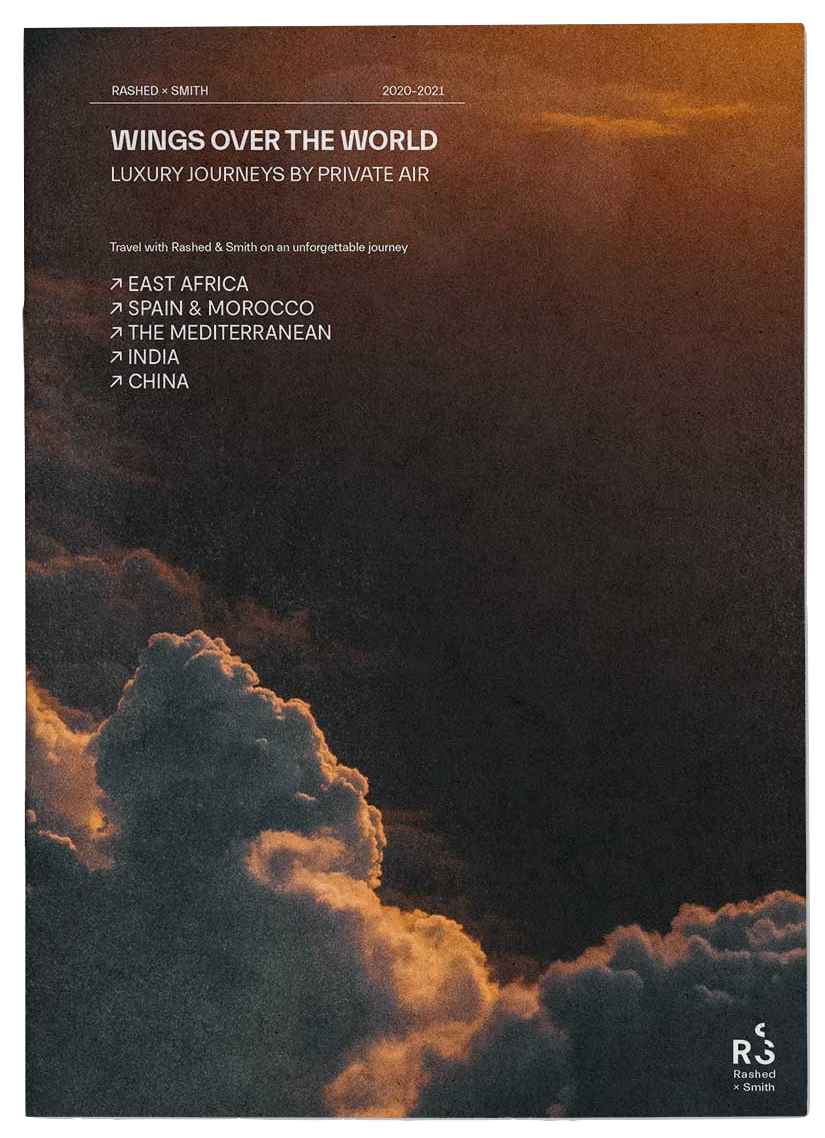 RASHED × SMITH 2020–2021
WINGS OVER THE WORLD
LUXURY JOURNEYS BY PRIVATE AIR
Travel with Rashed & Smith on an unforgettable journey
↗ EAST AFRICA
↗ SPAIN & MOROCCO
↗ THE MEDITERRANEAN
↗ INDIA
↗ CHINA
RS
Rashed
× Smith